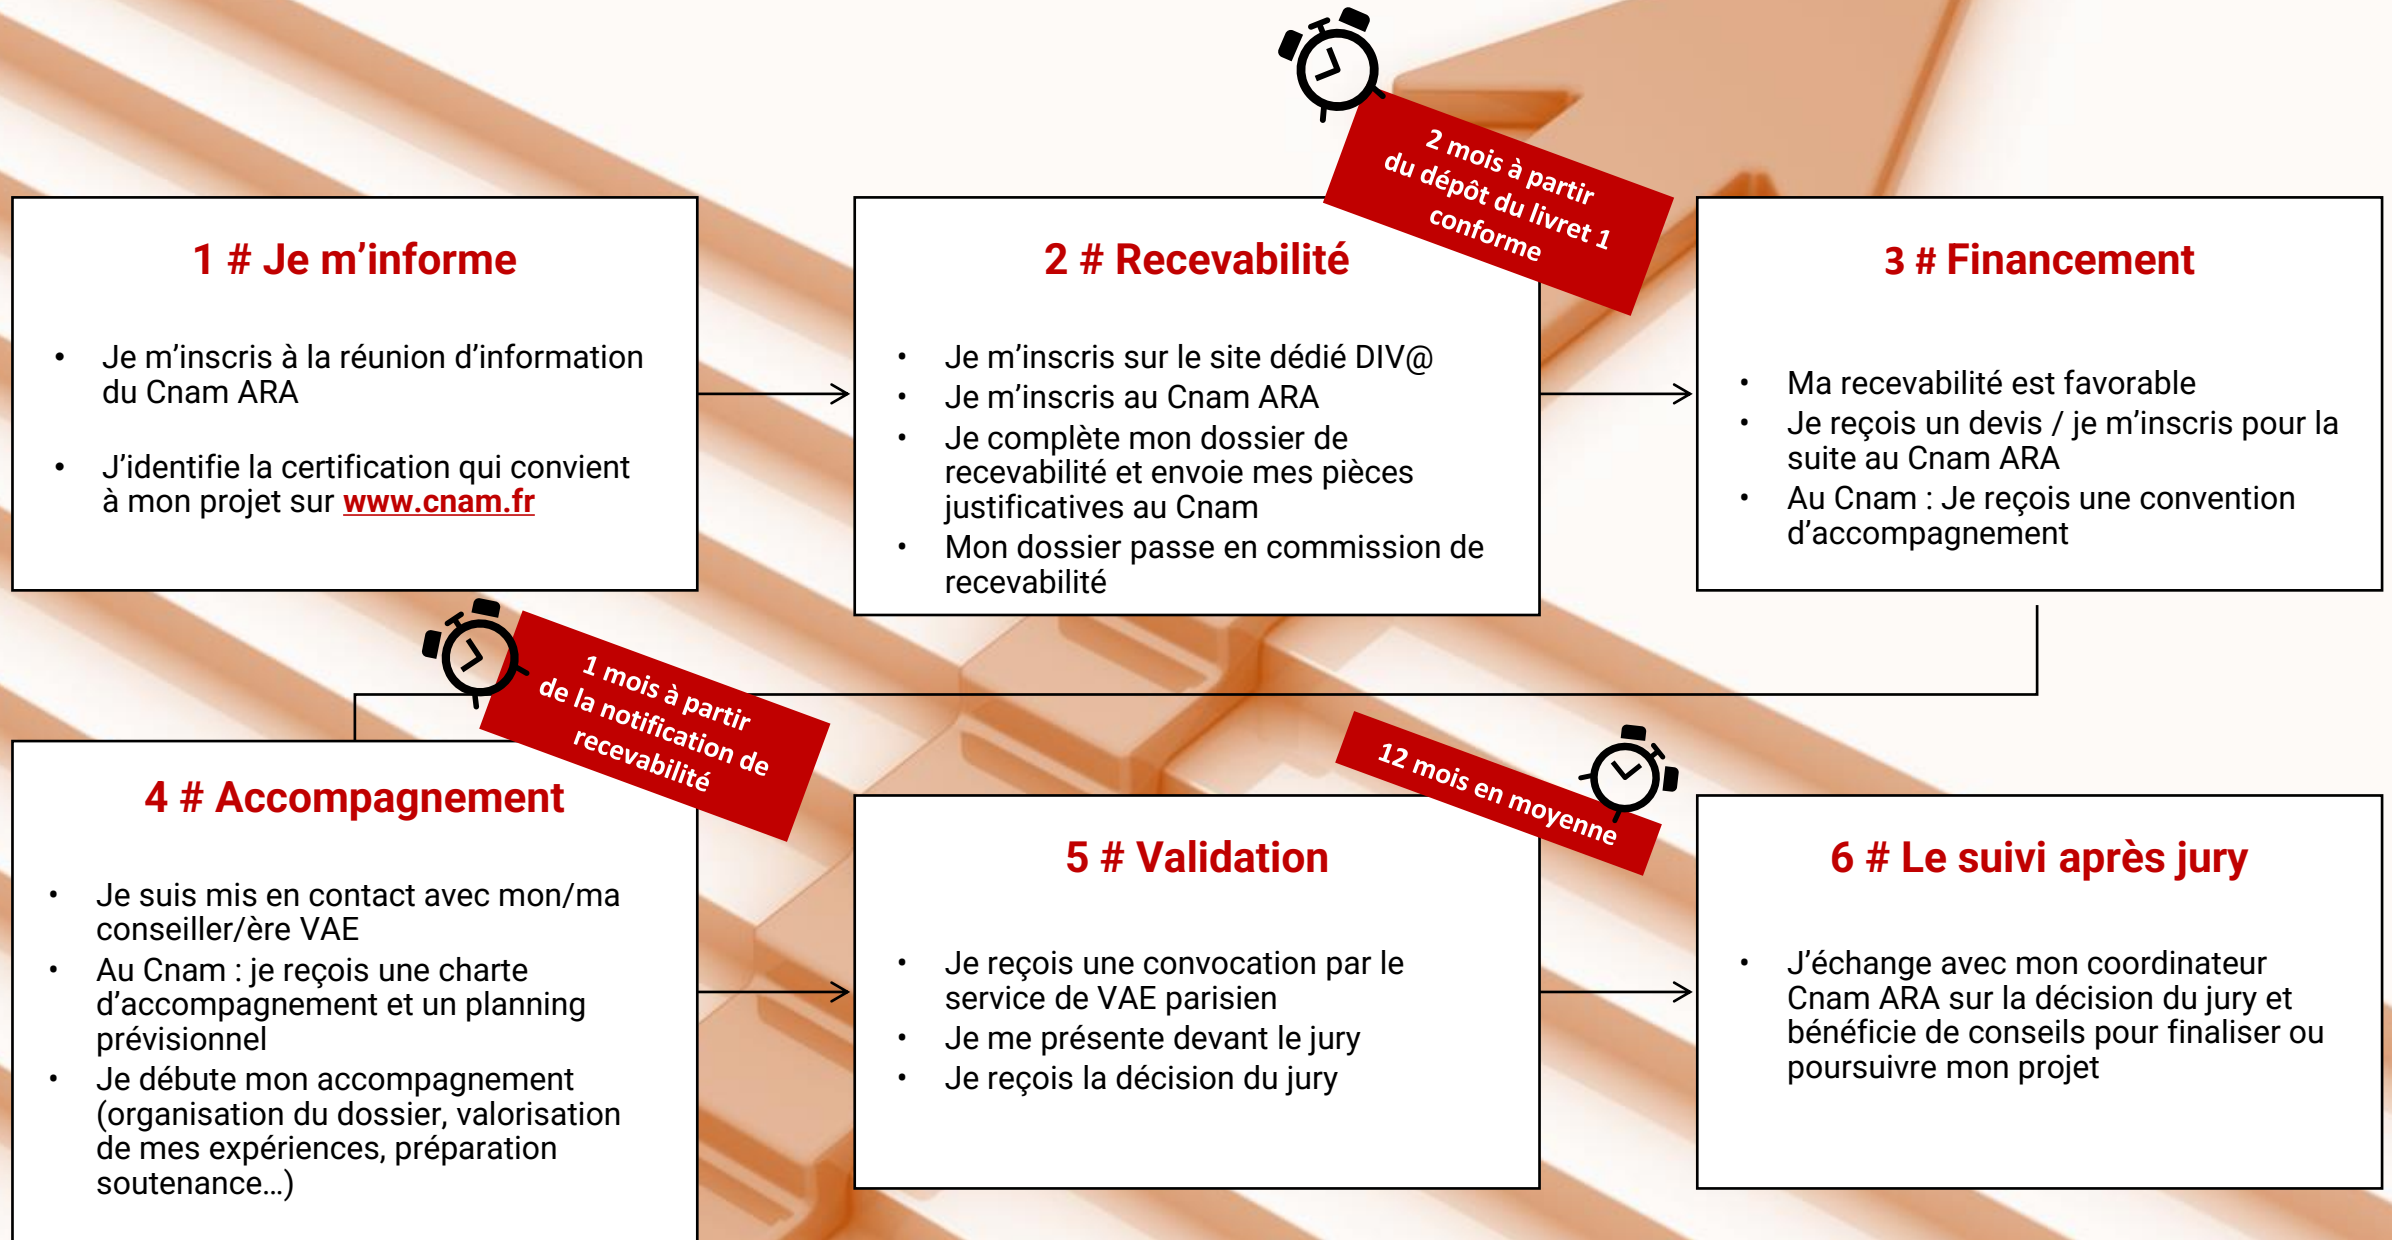 1 # Je m’informe
• Je m’inscris à la réunion d’information
du Cnam ARA
• J’identifie la certification qui convient
à mon projet sur www.cnam.fr
2 mois à partir
du dépôt du livret 1
conforme
2 # Recevabilité
• Je m’inscris sur le site dédié DIV@
• Je m’inscris au Cnam ARA
• Je complète mon dossier de
recevabilité et envoie mes pièces
justificatives au Cnam
• Mon dossier passe en commission de
recevabilité
3 # Financement
• Ma recevabilité est favorable
• Je reçois un devis / je m’inscris pour la
suite au Cnam ARA
• Au Cnam : Je reçois une convention
d’accompagnement
1 mois à partir
de la notification de
recevabilité
4 # Accompagnement
• Je suis mis en contact avec mon/ma
conseiller/ère VAE
• Au Cnam : je reçois une charte
d’accompagnement et un planning
prévisionnel
• Je débute mon accompagnement
(organisation du dossier, valorisation
de mes expériences, préparation
soutenance…)
12 mois en moyenne
5 # Validation
• Je reçois une convocation par le
service de VAE parisien
• Je me présente devant le jury
• Je reçois la décision du jury
6 # Le suivi après jury
• J’échange avec mon coordinateur
Cnam ARA sur la décision du jury et
bénéficie de conseils pour finaliser ou
poursuivre mon projet